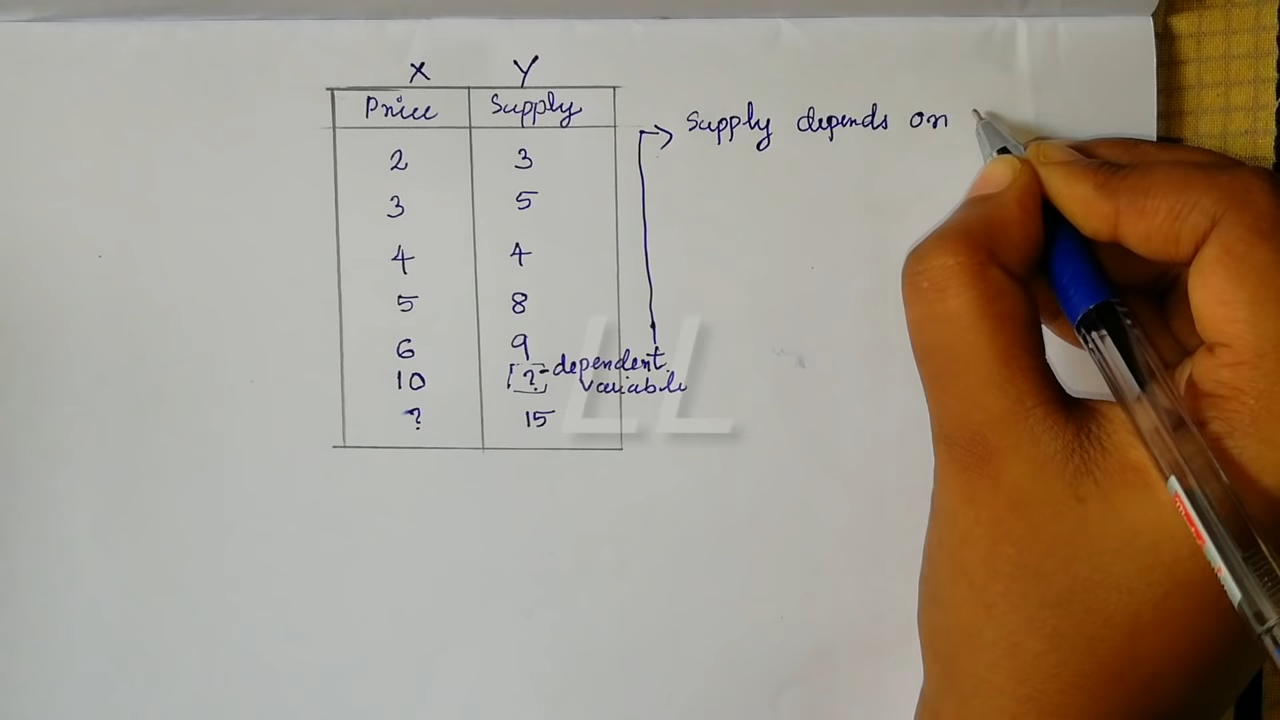 X Y
Price Supply
2 3
3 5
4 4
5 8
6 9
10 ? - dependent variable
? 15
Supply depends on
LL